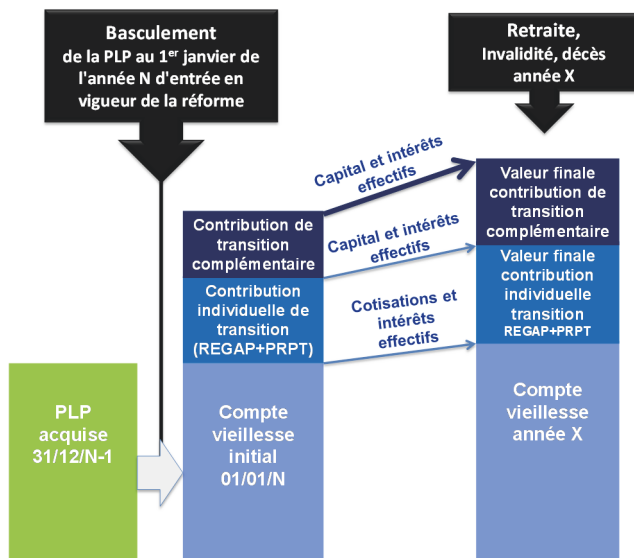 Basculement
de la PLP au 1er janvier de
l'année N d'entrée en
vigueur de la réforme
Retraite,
Invalidité, décès
année X
Capital et intérêts
effectifs
Capital et intérêts
effectifs
Cotisations et
intérêts
effectifs
PLP
acquise
31/12/N-1
Contribution de
transition
complémentaire
Contribution
individuelle de
transition
(REGAP+PRPT)
Compte
vieillesse
initial
01/01/N
Valeur finale
contribution de
transition
complémentaire
Valeur finale
contribution
individuelle
transition
REGAP+PRPT
Compte
vieillesse
année X